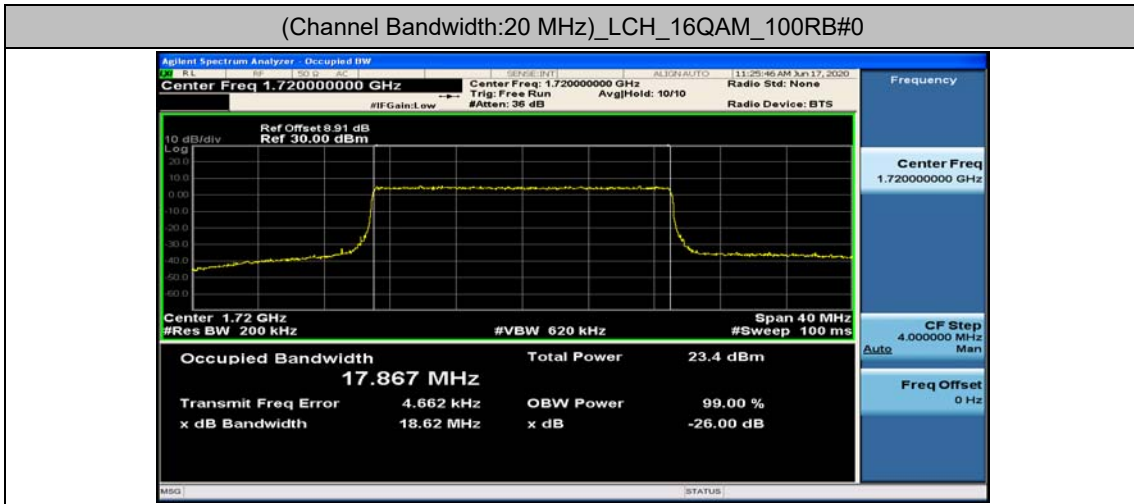 (Channel Bandwidth:20 MHz)_LCH_16QAM_100RB#0
Agilent Spectrum Analyzer - Occupied BW
LXI RL RF 50 Ω AC SENSE:INT ALIGN AUTO 11:25:46 AM Jun 17, 2020
Center Freq 1.720000000 GHz
Center Freq: 1.720000000 GHz
Radio Std: None
Trig: Free Run Avg|Hold: 10/10
#IFGain:Low
#Atten: 36 dB
Radio Device: BTS
Ref Offset 8.91 dB
10 dB/div Ref 30.00 dBm
Log
20.0
10.0
0.00
-10.0
-20.0
-30.0
-40.0
-50.0
-60.0
Center 1.72 GHz Span 40 MHz
#Res BW 200 kHz #VBW 620 kHz #Sweep 100 ms
Occupied Bandwidth Total Power 23.4 dBm
17.867 MHz
Transmit Freq Error 4.662 kHz OBW Power 99.00 %
x dB Bandwidth 18.62 MHz x dB -26.00 dB
MSG STATUS
Frequency
Center Freq
1.720000000 GHz
CF Step
4.000000 MHz
Auto Man
Freq Offset
0 Hz